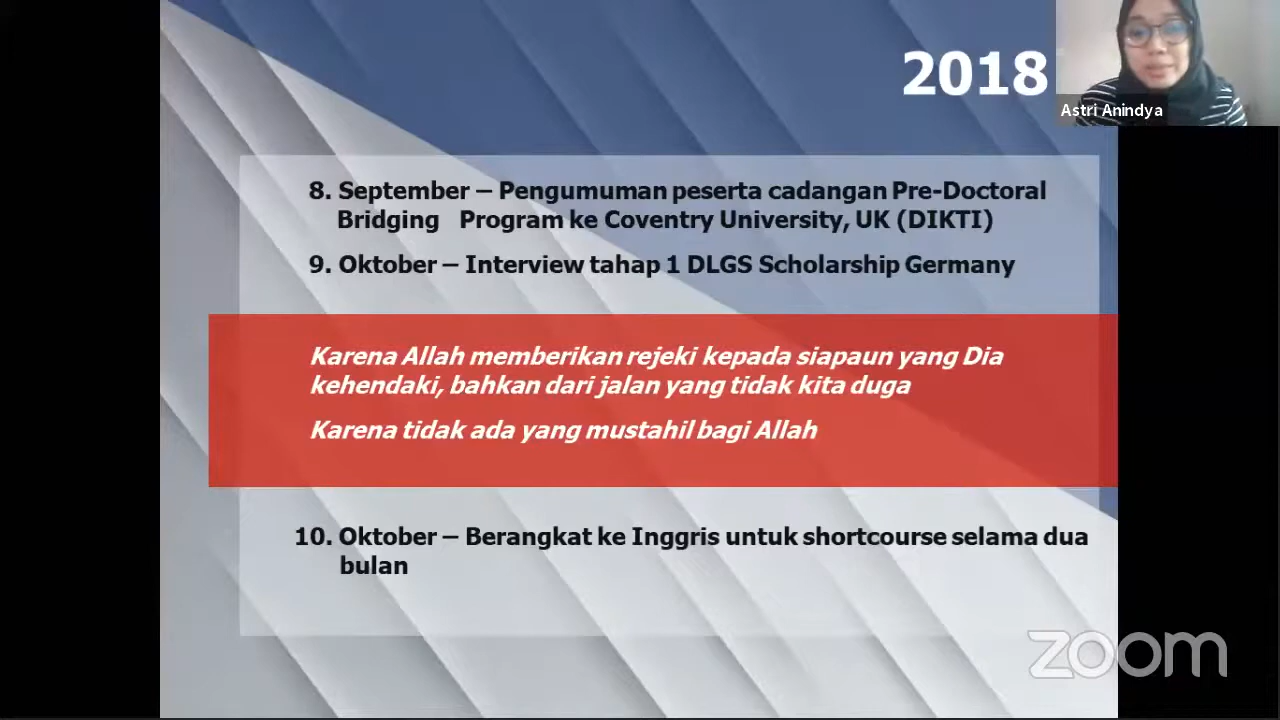 2018
Astri Anindya
8. September – Pengumuman peserta cadangan Pre-Doctoral
Bridging Program ke Coventry University, UK (DIKTI)
9. Oktober – Interview tahap 1 DLGS Scholarship Germany
Karena Allah memberikan rejeki kepada siapaun yang Dia
kehendaki, bahkan dari jalan yang tidak kita duga
Karena tidak ada yang mustahil bagi Allah
10. Oktober – Berangkat ke Inggris untuk shortcourse selama dua
bulan
zoom